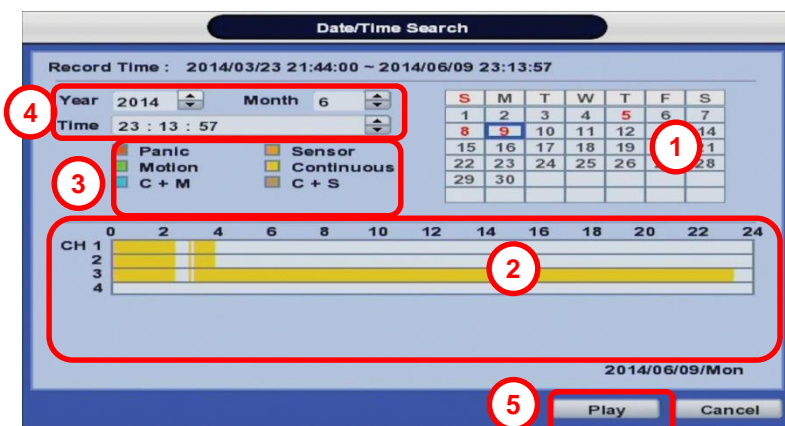 Date/Time Search
Record Time : 2014/03/23 21:44:00 ~ 2014/06/09 23:13:57
4
Year 2014 Month 6
Time 23 : 13 : 57
S M T W T F S
1 2 3 4 5 6 7
8 9 10 11 12 14
15 16 17 18 19
22 23 24 25 26 28
29 30
1
3
Panic Sensor
Motion Continuous
C + M C + S
0 2 4 6 8 10 12 14 16 18 20 22 24
CH 1
2
3
4
2
2014/06/09/Mon
5
Play Cancel